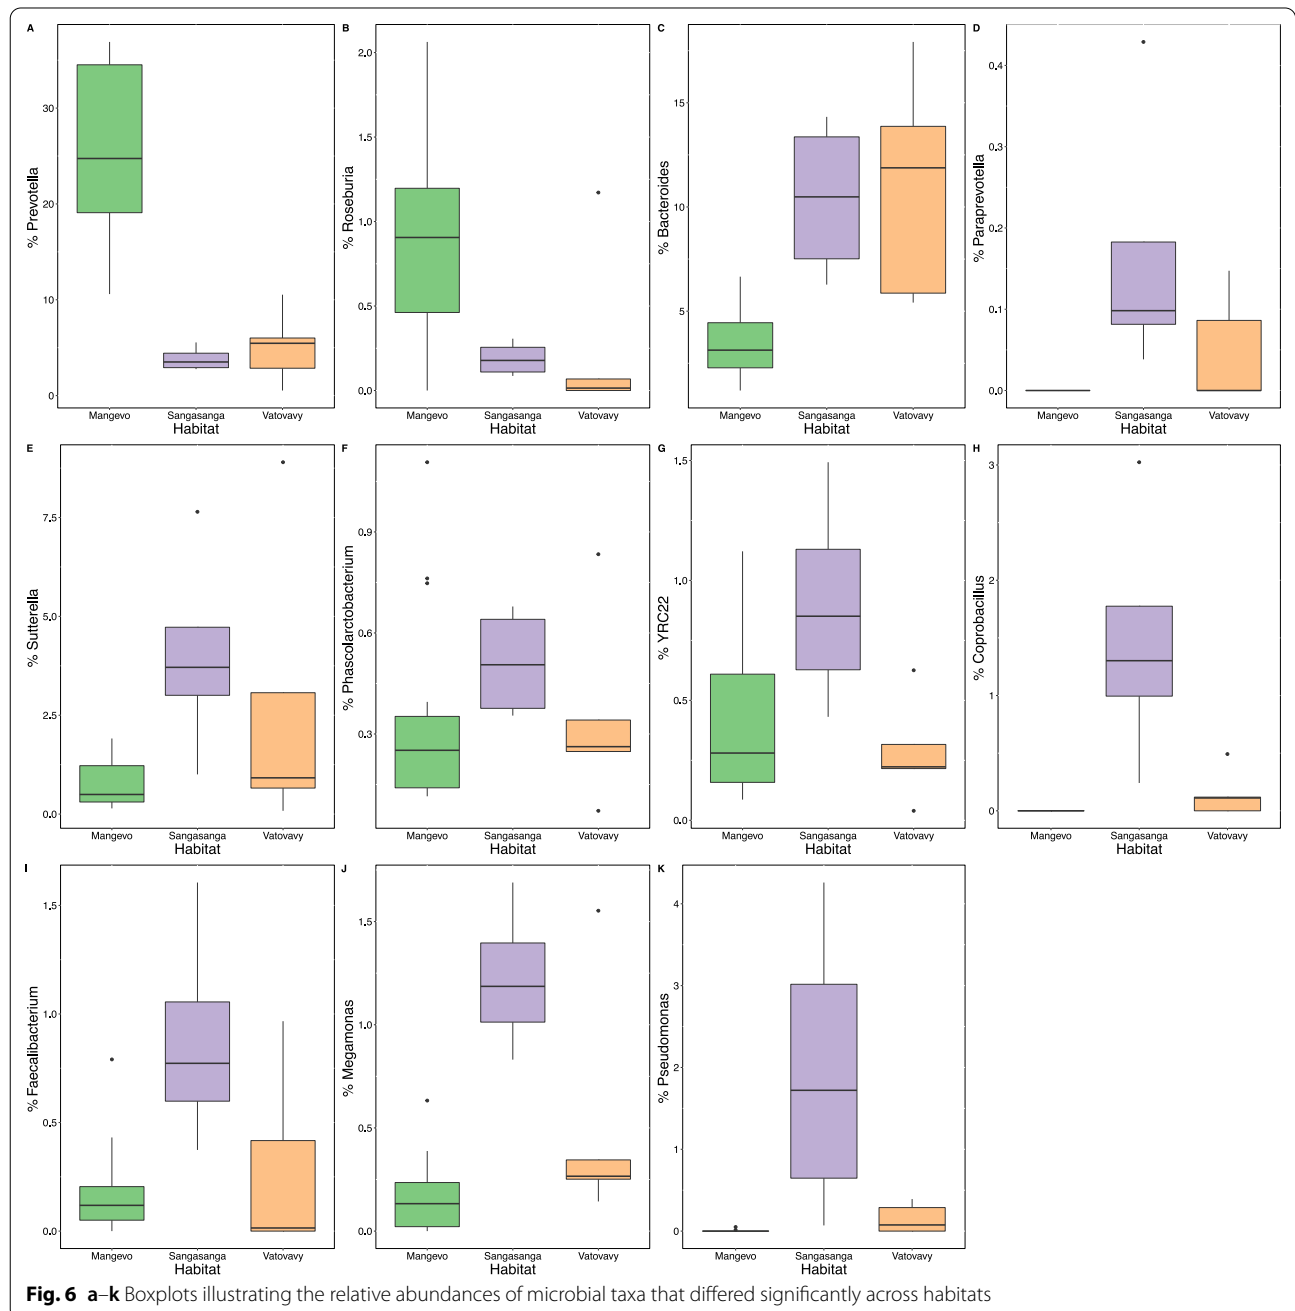 A
% Prevotella
30
20
10
0
Mangevo Sangasanga Vatovavy
Habitat
B
% Roseburia
2.0
1.5
1.0
0.5
0.0
Mangevo Sangasanga Vatovavy
Habitat
C
% Bacteroides
15
10
5
Mangevo Sangasanga Vatovavy
Habitat
D
% Paraprevotella
0.4
0.3
0.2
0.1
0.0
Mangevo Sangasanga Vatovavy
Habitat
E
% Sutterella
7.5
5.0
2.5
0.0
Mangevo Sangasanga Vatovavy
Habitat
F
% Phascolarctobacterium
0.9
0.6
0.3
Mangevo Sangasanga Vatovavy
Habitat
G
% YRC22
1.5
1.0
0.5
0.0
Mangevo Sangasanga Vatovavy
Habitat
H
% Coprobacillus
3
2
1
0
Mangevo Sangasanga Vatovavy
Habitat
I
% Faecalibacterium
1.5
1.0
0.5
0.0
Mangevo Sangasanga Vatovavy
Habitat
J
% Megamonas
1.5
1.0
0.5
0.0
Mangevo Sangasanga Vatovavy
Habitat
K
% Pseudomonas
4
3
2
1
0
Mangevo Sangasanga Vatovavy
Habitat
Fig. 6 a–k Boxplots illustrating the relative abundances of microbial taxa that differed significantly across habitats